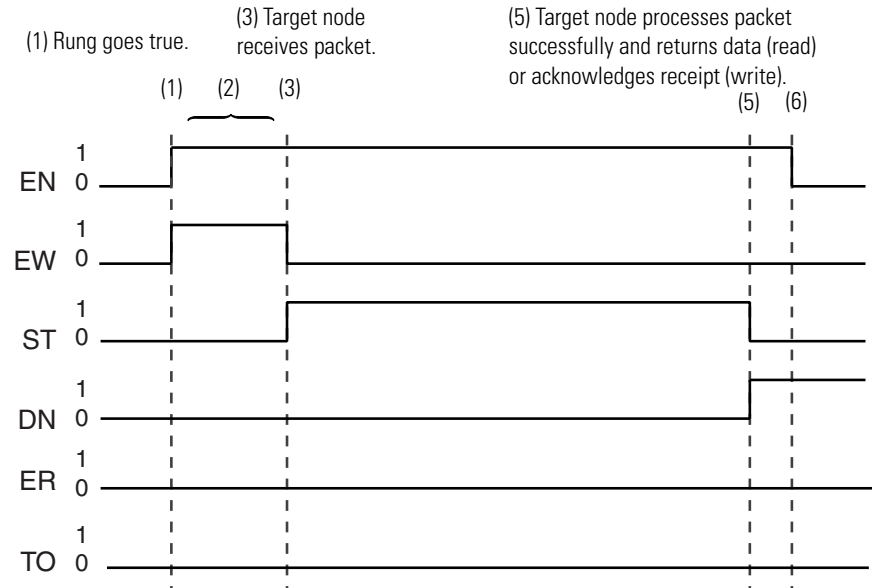 (1) Rung goes true.
(3) Target node
receives packet.
(5) Target node processes packet
successfully and returns data (read)
or acknowledges receipt (write).
(1) (2) (3) (5) (6)
1
EN 0
1
EW 0
1
ST 0
1
DN 0
1
ER 0
1
TO 0